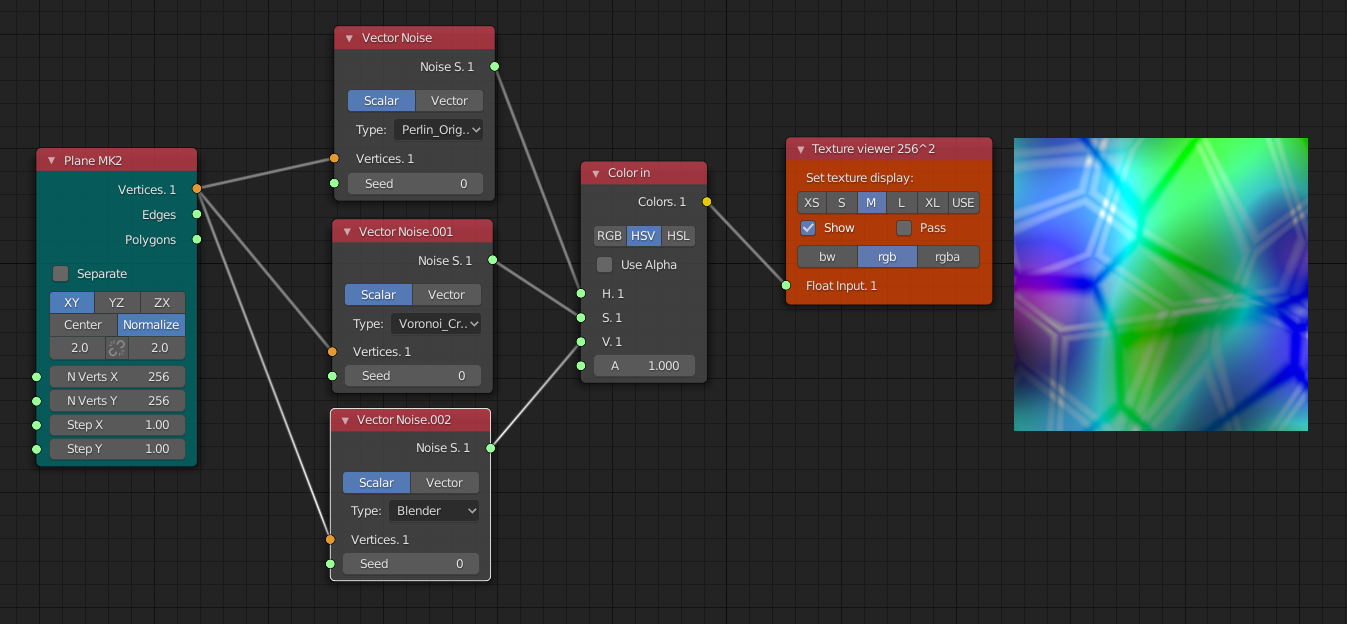 Plane MK2
Vertices. 1
Edges
Polygons
Separate
XY YZ ZX
Center Normalize
2.0 2.0
N Verts X 256
N Verts Y 256
Step X 1.00
Step Y 1.00
Vector Noise
Noise S. 1
Scalar Vector
Type: Perlin_Orig..
Vertices. 1
Seed 0
Vector Noise.001
Noise S. 1
Scalar Vector
Type: Voronoi_Cr..
Vertices. 1
Seed 0
Vector Noise.002
Noise S. 1
Scalar Vector
Type: Blender
Vertices. 1
Seed 0
Color in
Colors. 1
RGB HSV HSL
Use Alpha
H. 1
S. 1
V. 1
A 1.000
Texture viewer 256^2
Set texture display:
XS S M L XL USE
Show Pass
bw rgb rgba
Float Input. 1